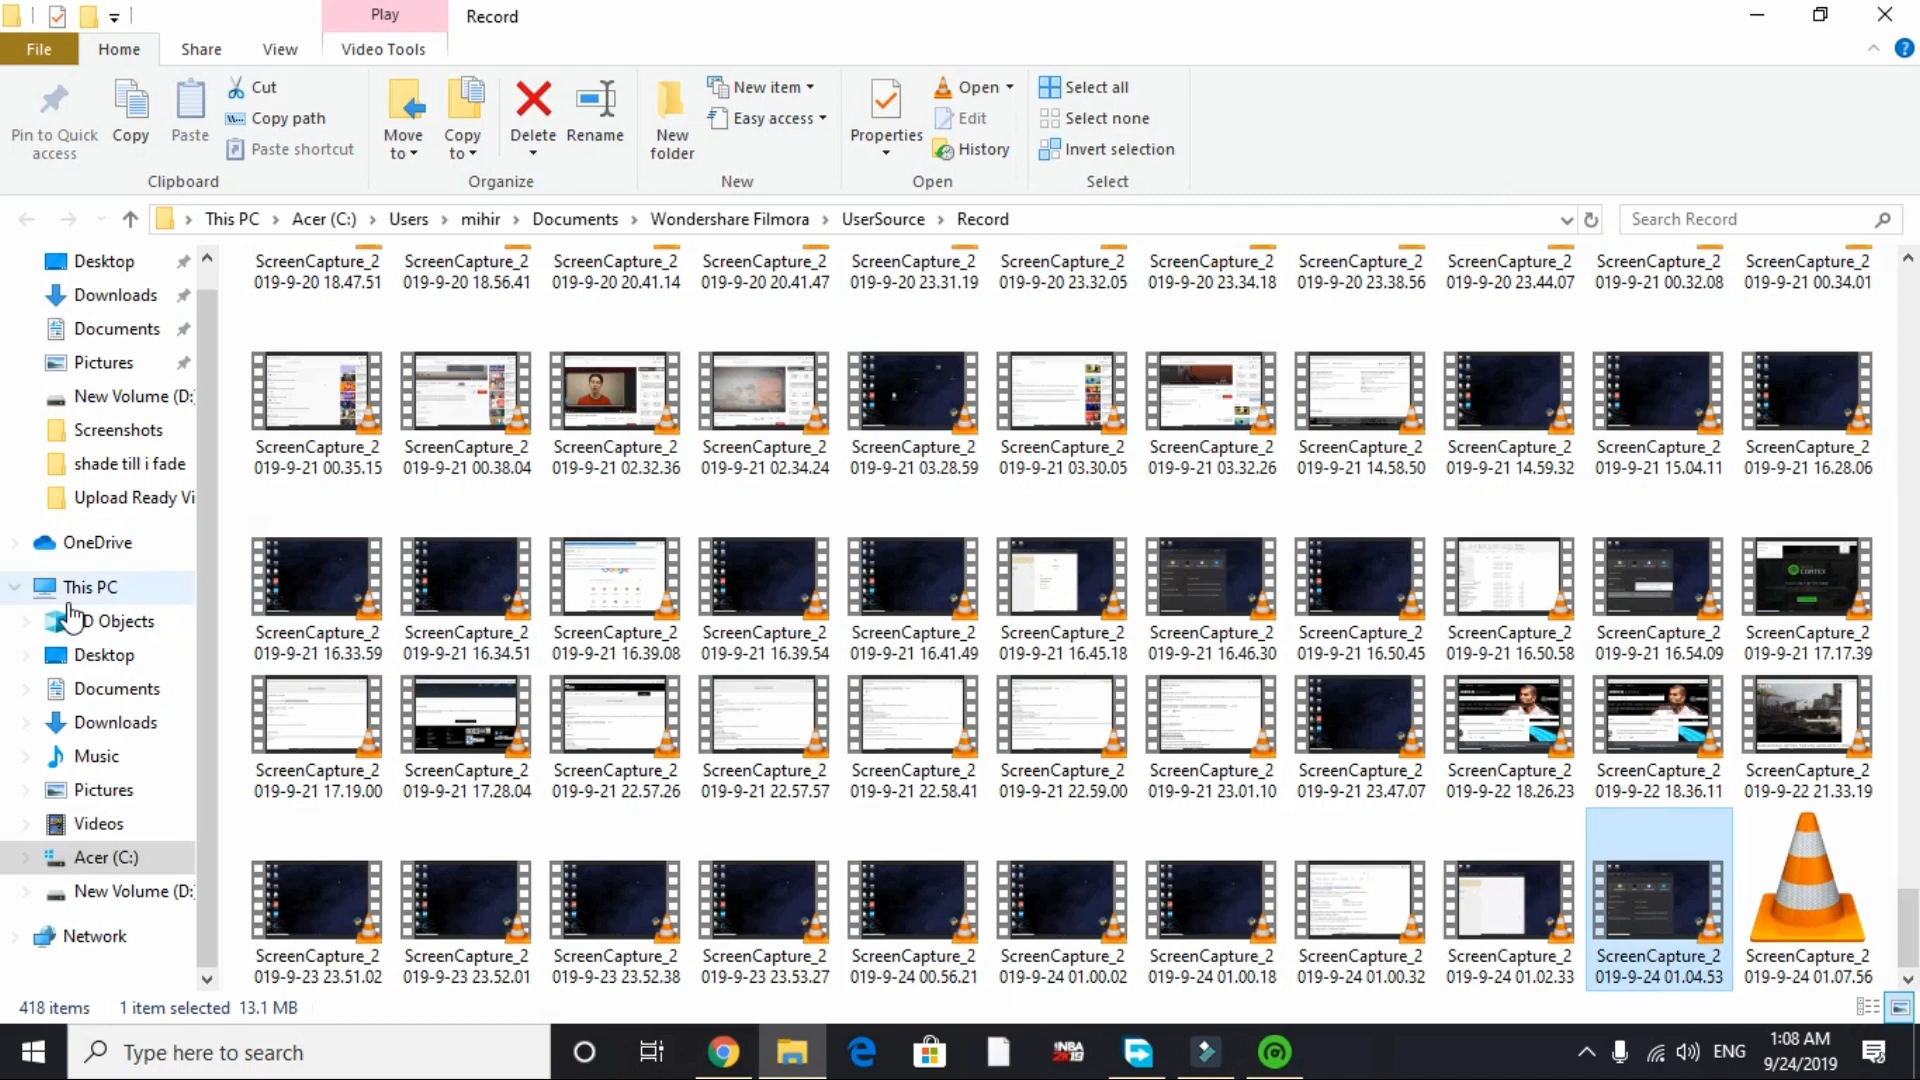 Play
Record
File
Home
Share
View
Video Tools
Pin to Quick
access
Copy
Paste
Cut
Copy path
Paste shortcut
Clipboard
Move
to
Copy
to
Delete
Rename
Organize
New
folder
New item
Easy access
New
Properties
Open
Edit
History
Open
Select all
Select none
Invert selection
Select
This PC
Acer (C:)
Users
mihir
Documents
Wondershare Filmora
UserSource
Record
Search Record
Desktop
Downloads
Documents
Pictures
New Volume (D:
Screenshots
shade till i fade
Upload Ready Vi
OneDrive
This PC
D Objects
Desktop
Documents
Downloads
Music
Pictures
Videos
Acer (C:)
New Volume (D:
Network
ScreenCapture_2 ScreenCapture_2 ScreenCapture_2 ScreenCapture_2 ScreenCapture_2 ScreenCapture_2 ScreenCapture_2 ScreenCapture_2 ScreenCapture_2 ScreenCapture_2 ScreenCapture_2
019-9-20 18.47.51 019-9-20 18.56.41 019-9-20 20.41.14 019-9-20 20.41.47 019-9-20 23.31.19 019-9-20 23.32.05 019-9-20 23.34.18 019-9-20 23.38.56 019-9-20 23.44.07 019-9-21 00.32.08 019-9-21 00.34.01
ScreenCapture_2 ScreenCapture_2 ScreenCapture_2 ScreenCapture_2 ScreenCapture_2 ScreenCapture_2 ScreenCapture_2 ScreenCapture_2 ScreenCapture_2 ScreenCapture_2 ScreenCapture_2
019-9-21 00.35.15 019-9-21 00.38.04 019-9-21 02.32.36 019-9-21 02.34.24 019-9-21 03.28.59 019-9-21 03.30.05 019-9-21 03.32.26 019-9-21 14.58.50 019-9-21 14.59.32 019-9-21 15.04.11 019-9-21 16.28.06
CORTEX
ScreenCapture_2 ScreenCapture_2 ScreenCapture_2 ScreenCapture_2 ScreenCapture_2 ScreenCapture_2 ScreenCapture_2 ScreenCapture_2 ScreenCapture_2 ScreenCapture_2 ScreenCapture_2
019-9-21 16.33.59 019-9-21 16.34.51 019-9-21 16.39.08 019-9-21 16.39.54 019-9-21 16.41.49 019-9-21 16.45.18 019-9-21 16.46.30 019-9-21 16.50.45 019-9-21 16.50.58 019-9-21 16.54.09 019-9-21 17.17.39
ScreenCapture_2 ScreenCapture_2 ScreenCapture_2 ScreenCapture_2 ScreenCapture_2 ScreenCapture_2 ScreenCapture_2 ScreenCapture_2 ScreenCapture_2 ScreenCapture_2 ScreenCapture_2
019-9-21 17.19.00 019-9-21 17.28.04 019-9-21 22.57.26 019-9-21 22.57.57 019-9-21 22.58.41 019-9-21 22.59.00 019-9-21 23.01.10 019-9-21 23.47.07 019-9-22 18.26.23 019-9-22 18.36.11 019-9-22 21.33.19
ScreenCapture_2 ScreenCapture_2 ScreenCapture_2 ScreenCapture_2 ScreenCapture_2 ScreenCapture_2 ScreenCapture_2 ScreenCapture_2 ScreenCapture_2 ScreenCapture_2 ScreenCapture_2
019-9-23 23.51.02 019-9-23 23.52.01 019-9-23 23.52.38 019-9-23 23.53.27 019-9-24 00.56.21 019-9-24 01.00.02 019-9-24 01.00.18 019-9-24 01.00.32 019-9-24 01.02.33 019-9-24 01.04.53 019-9-24 01.07.56
418 items
1 item selected 13.1 MB
Type here to search
NBA
2K19
ENG
1:08 AM
9/24/2019